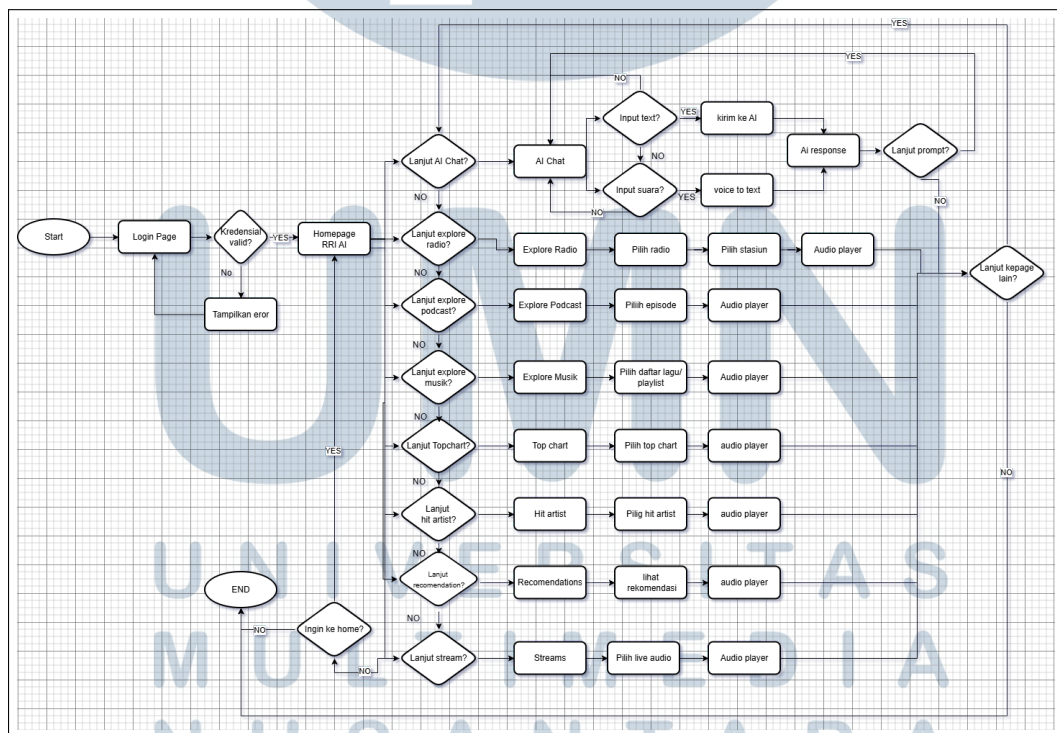 YES
YES
NO
Input text?
YES
kirim ke AI
Lanjut AI Chat?
AI Chat
NO
Ai response
Lanjut prompt?
Input suara?
YES
voice to text
NO
NO
NO
Start
Login Page
Kredensial
valid?
YES
Homepage
RRI AI
Lanjut explore
radio?
Explore Radio
Pilih radio
Pilih stasiun
Audio player
Lanjut kepage
lain?
No
NO
Tampilkan eror
Lanjut explore
podcast?
Explore Podcast
Piliih episode
Audio player
NO
Lanjut explore
musik?
Explore Musik
Pilih daftar lagu/
playlist
Audio player
NO
YES
Lanjut Topchart?
Top chart
Pilih top chart
audio player
NO
NO
Lanjut
hit artist?
Hit artist
Pilig hit artist
audio player
NO
Lanjut
recomendation?
Recomendations
lihat
rekomendasi
audio player
END
NO
NO
Ingin ke home?
Lanjut stream?
Streams
Pilih live audio
Audio player
NO
UMN
UNIVERSITAS
MULTIMEDIA
NUSANTARA